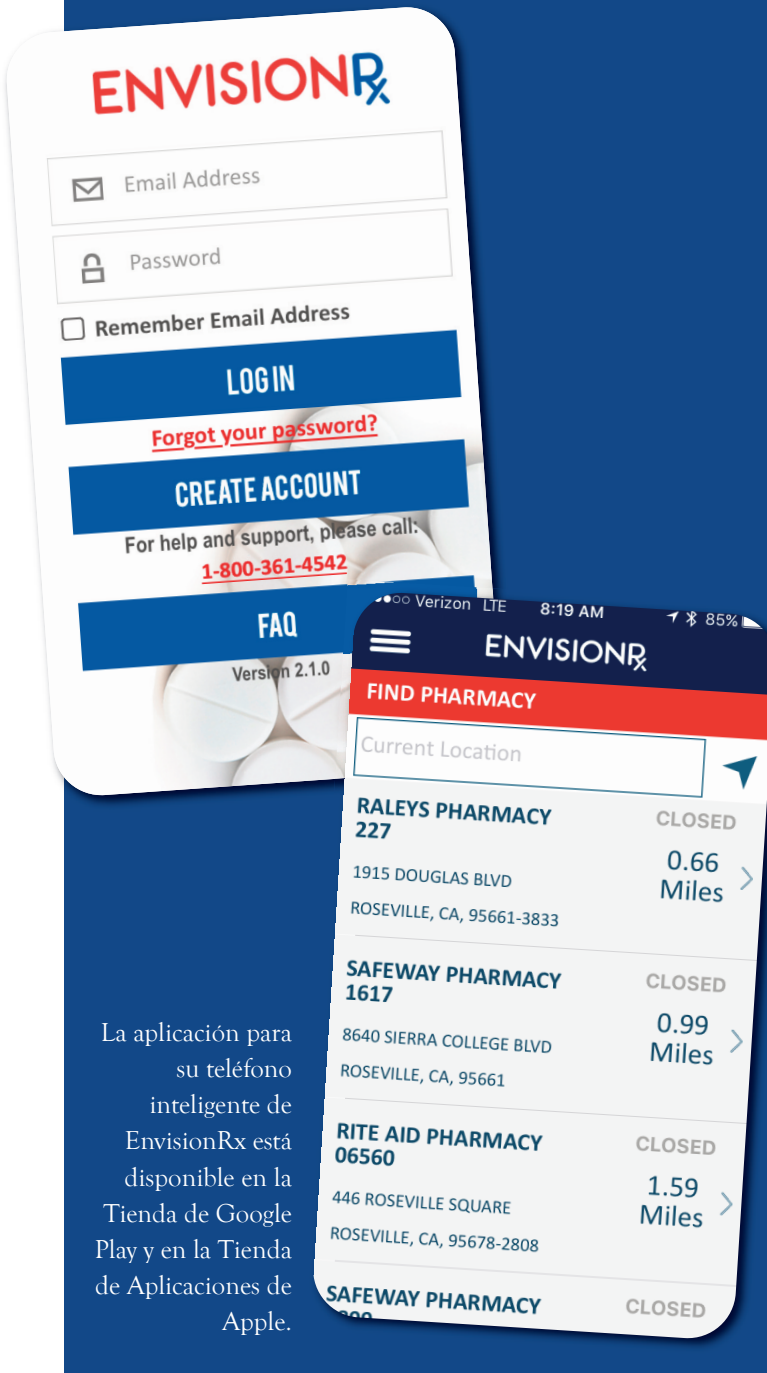 ENVISIONRx
Email Address
Password
Remember Email Address
LOG IN
Forgot your password?
CREATE ACCOUNT
For help and support, please call:
1-800-361-4542
FAQ
Version 2.1.0
Verizon LTE 8:19 AM 85%
ENVISIONRx
FIND PHARMACY
Current Location
RALEYS PHARMACY CLOSED
227
0.66
Miles
1915 DOUGLAS BLVD
ROSEVILLE, CA, 95661-3833
SAFEWAY PHARMACY CLOSED
1617
0.99
Miles
8640 SIERRA COLLEGE BLVD
ROSEVILLE, CA, 95661
RITE AID PHARMACY CLOSED
06560
1.59
Miles
446 ROSEVILLE SQUARE
ROSEVILLE, CA, 95678-2808
SAFEWAY PHARMACY CLOSED
La aplicación para
su teléfono
inteligente de
EnvisionRx está
disponible en la
Tienda de Google
Play y en la Tienda
de Aplicaciones de
Apple.